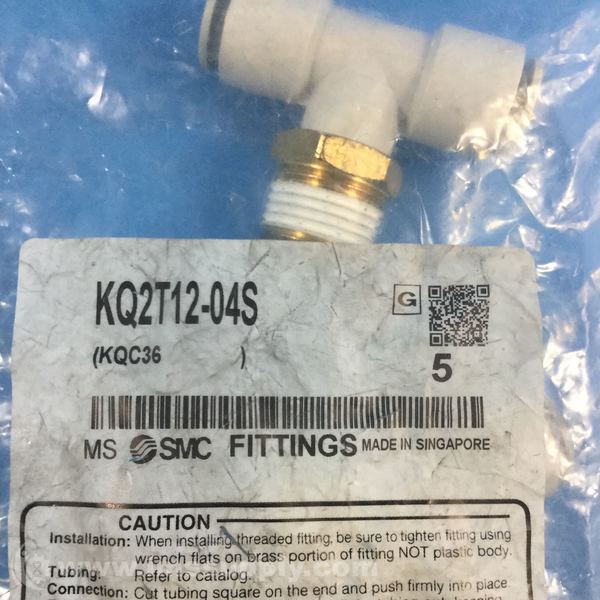 KQ2T12-04S
G
(KQC36 )
5
MS SMC FITTINGS MADE IN SINGAPORE
CAUTION
Installation: When installing threaded fitting, be sure to tighten fitting using
wrench flats on brass portion of fitting NOT plastic body.
Tubing: Refer to catalog.
Connection: Cut tubing square on the end and push firmly into place